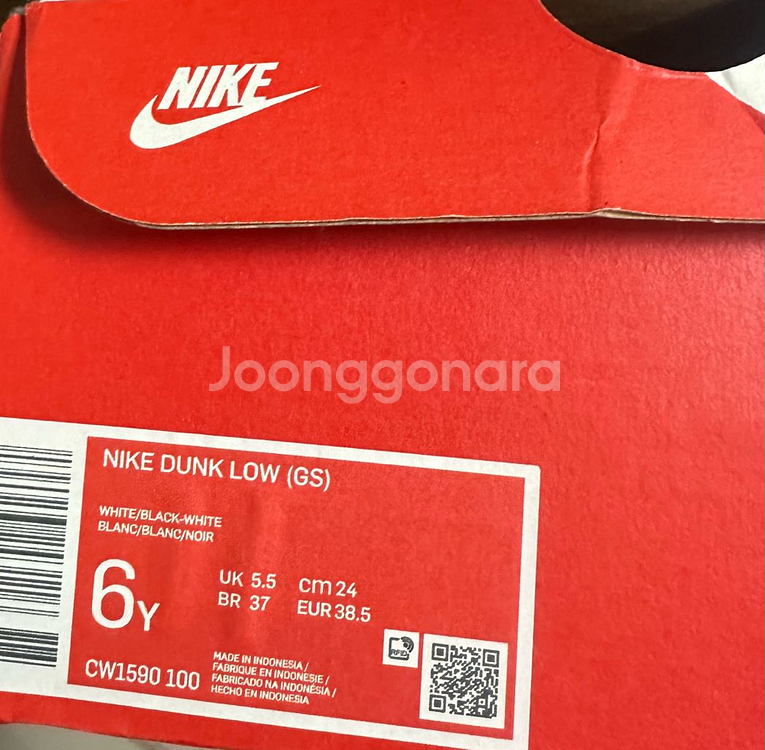 NIKE
Joonggonara
NIKE DUNK LOW (GS)
WHITE/BLACK-WHITE
BLANC/BLANC/NOIR
6Y
UK 5.5 cm 24
BR 37 EUR 38.5
RFID
CW1590 100
MADE IN INDONESIA /
FABRIQUE EN INDONESIE /
FABRICADO NA INDONÉSIA /
HECHO EN INDONESIA